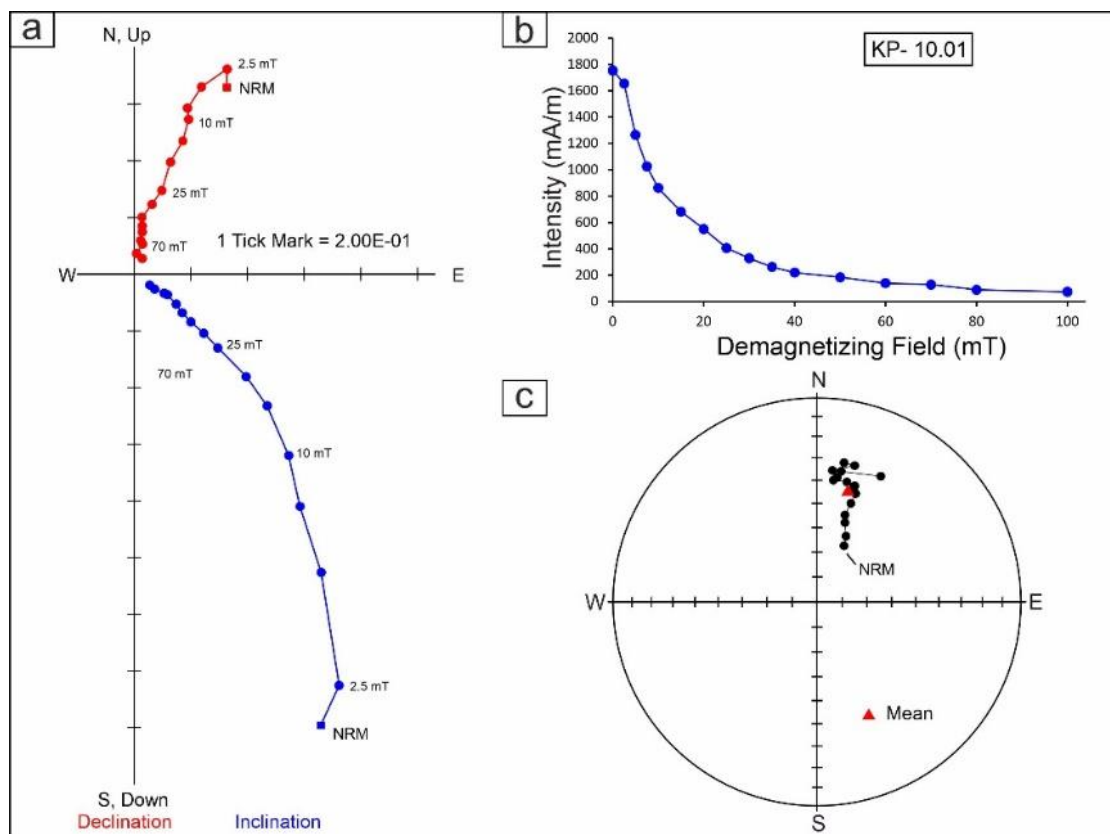 a
N, Up
2.5 mT
NRM
10 mT
25 mT
70 mT
1 Tick Mark = 2.00E-01
W
E
25 mT
70 mT
10 mT
2.5 mT
NRM
S, Down
Declination
Inclination
b
KP- 10.01
2000
1800
1600
1400
1200
1000
800
600
400
200
0
Intensity (mA/m)
0 20 40 60 80 100
Demagnetizing Field (mT)
c
N
NRM
W
E
Mean
S